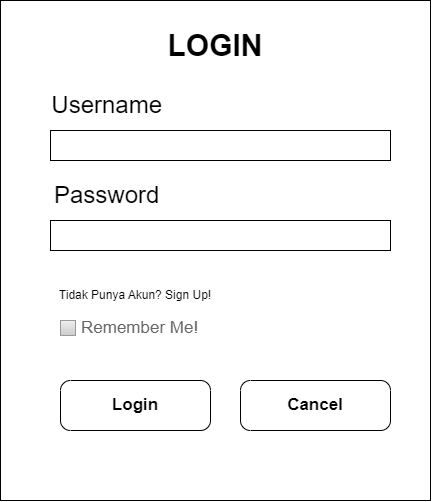 LOGIN
Username
Password
Tidak Punya Akun? Sign Up!
Remember Me!
Login
Cancel